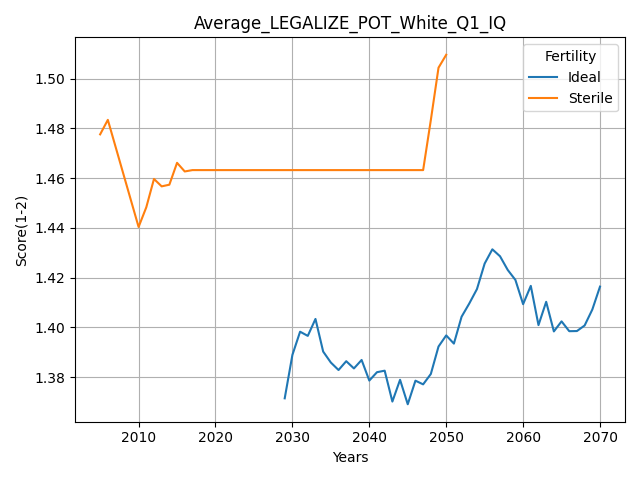 Average_LEGALIZE_POT_White_Q1_IQ
Fertility
Ideal
Sterile
Score(1-2)
1.50
1.48
1.46
1.44
1.42
1.40
1.38
2010 2020 2030 2040 2050 2060 2070
Years